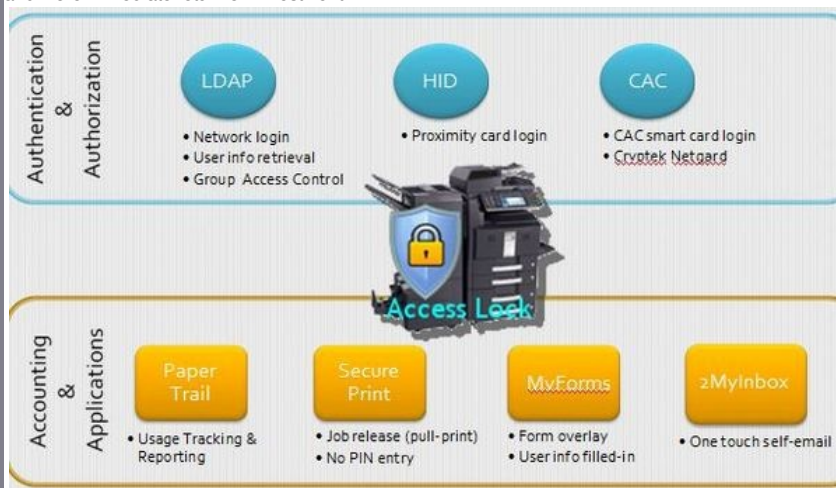 Authentication
&
Authorization
LDAP
• Network login
• User info retrieval
• Group Access Control
HID
• Proximity card login
CAC
• CAC smart card login
• Cryptek Netgard
Access Lock
Accounting
&
Applications
Paper
Trail
• Usage Tracking &
Reporting
Secure
Print
• Job release (pull-print)
• No PIN entry
MyForms
• Form overlay
• User info filled-in
2MyInbox
• One touch self-email